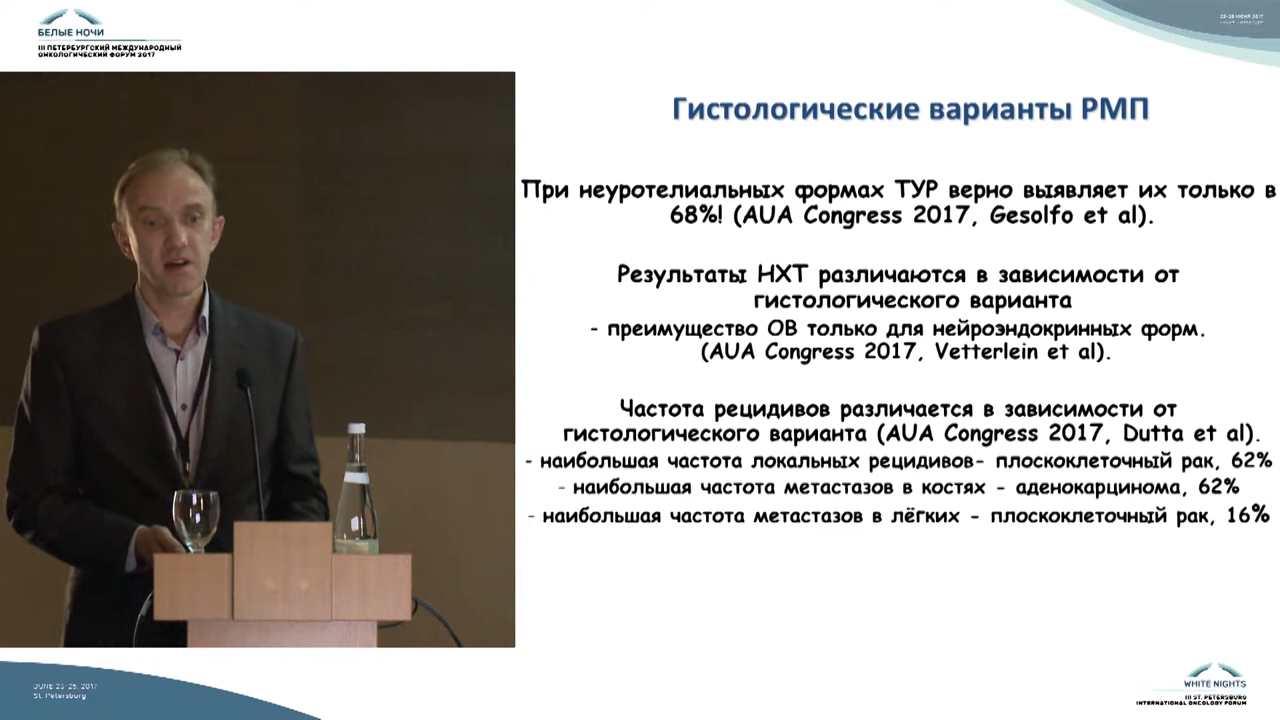 БЕЛЫЕ НОЧИ
III ПЕТЕРБУРГСКИЙ МЕЖДУНАРОДНЫЙ
ОНКОЛОГИЧЕСКИЙ ФОРУМ 2017
23-25 ИЮНЯ 2017
Гистологические варианты РМП
При неуротелиальных формах ТУР верно выявляет их только в
68%! (AUA Congress 2017, Gesolfo et al).
Результаты НХТ различаются в зависимости от
гистологического варианта
- преимущество ОВ только для нейроэндокринных форм.
(AUA Congress 2017, Vetterlein et al).
Частота рецидивов различается в зависимости от
гистологического варианта (AUA Congress 2017, Dutta et al).
- наибольшая частота локальных рецидивов- плоскоклеточный рак, 62%
- наибольшая частота метастазов в костях - аденокарцинома, 62%
- наибольшая частота метастазов в лёгких - плоскоклеточный рак, 16%
JUNE 23-25, 2017
St. Petersburg
WHITE NIGHTS
III ST. PETERSBURG
INTERNATIONAL ONCOLOGY FORUM